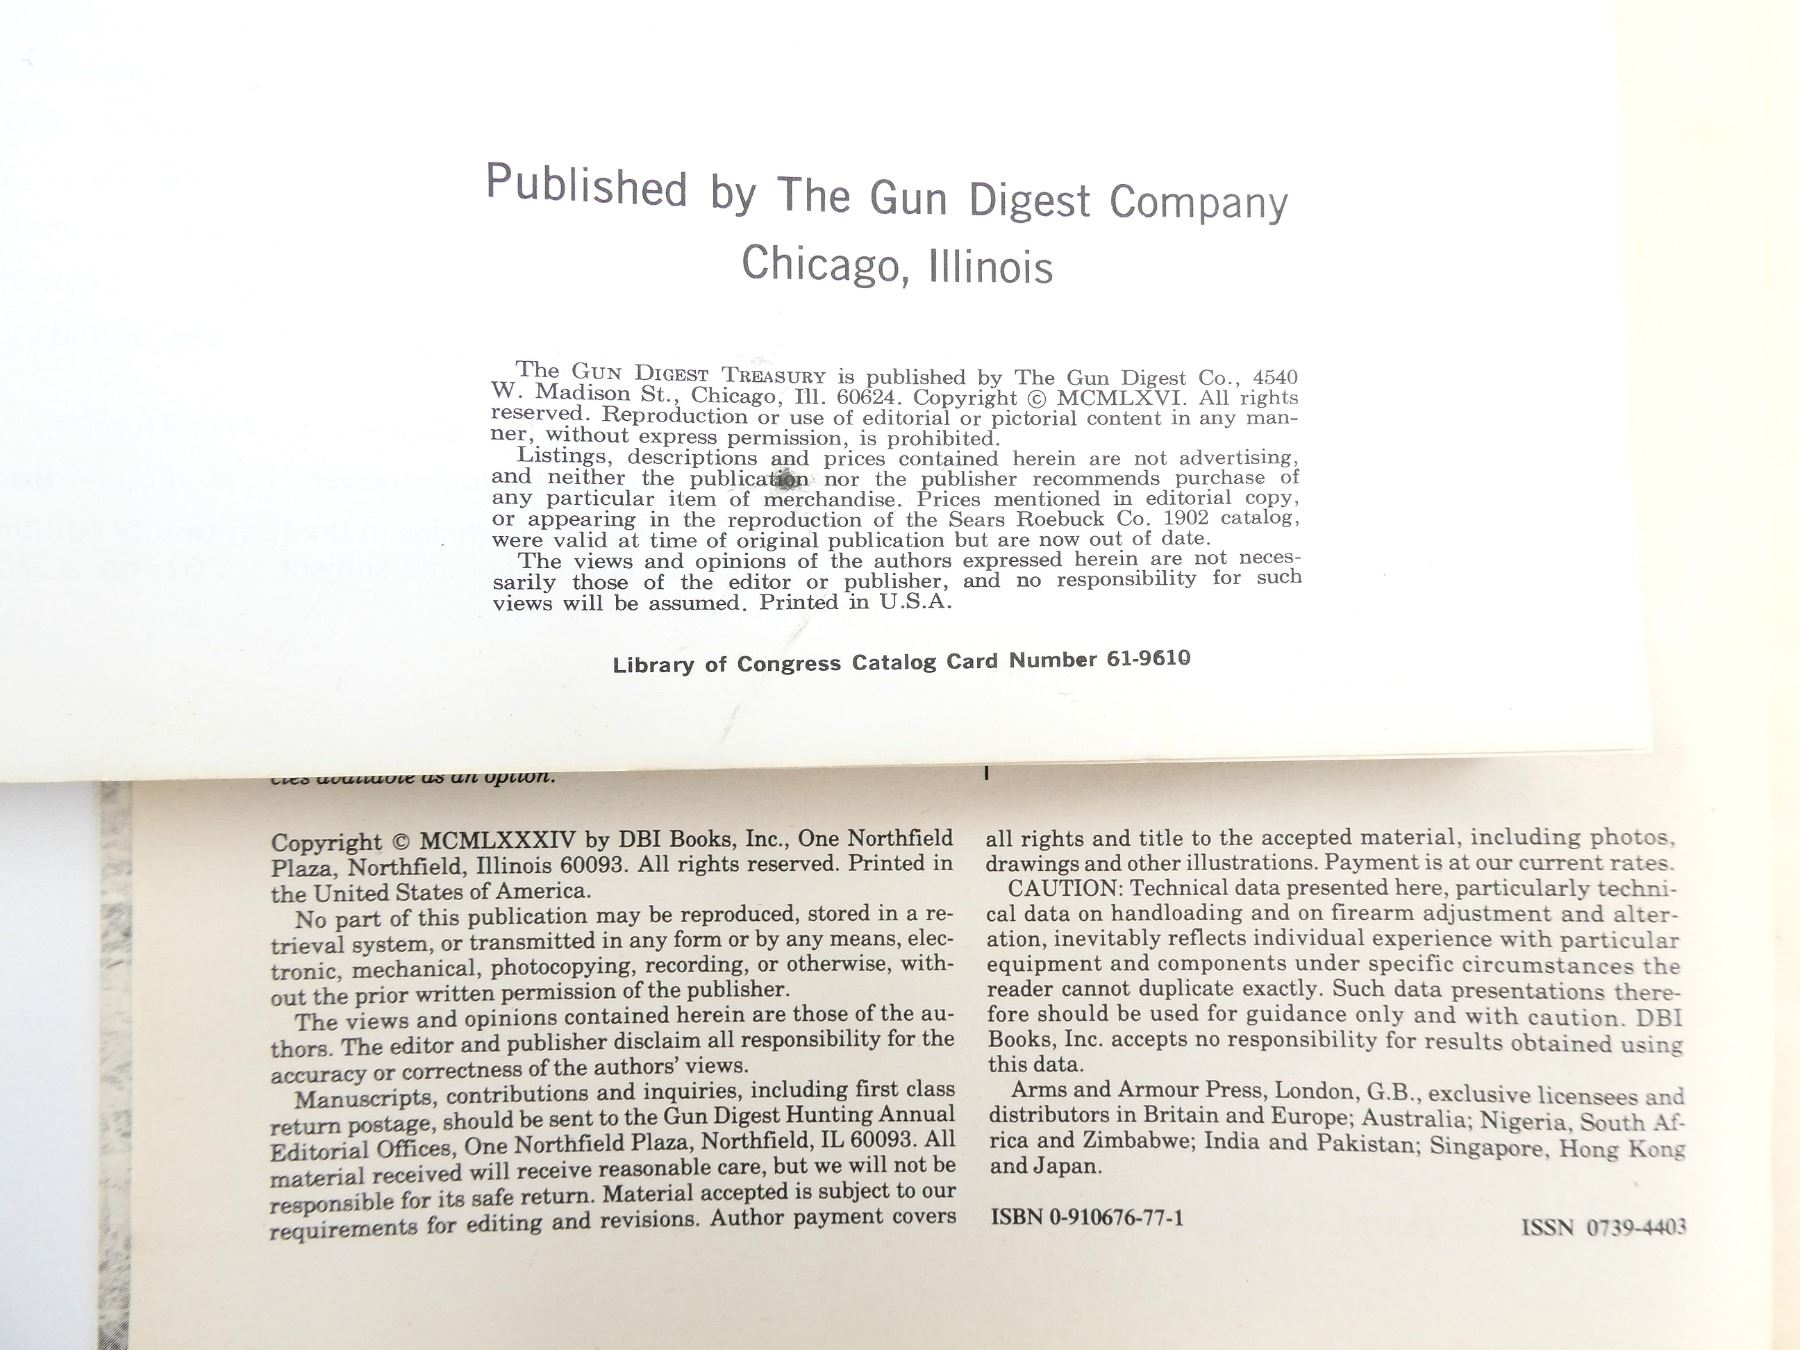 Published by The Gun Digest Company
Chicago, Illinois
The GUN DIGEST TREASURY is published by The Gun Digest Co., 4540
W. Madison St., Chicago, Ill. 60624. Copyright © MCMLXVI. All rights
reserved. Reproduction or use of editorial or pictorial content in any man-
ner, without express permission, is prohibited.
Listings, descriptions and prices contained herein are not advertising,
and neither the publication nor the publisher recommends purchase of
any particular item of merchandise. Prices mentioned in editorial copy,
or appearing in the reproduction of the Sears Roebuck Co. 1902 catalog,
were valid at time of original publication but are now out of date.
The views and opinions of the authors expressed herein are not neces-
sarily those of the editor or publisher, and no responsibility for such
views will be assumed. Printed in U.S.A.
Library of Congress Catalog Card Number 61-9610
cies available as an option.
Copyright © MCMLXXXIV by DBI Books, Inc., One Northfield
Plaza, Northfield, Illinois 60093. All rights reserved. Printed in
the United States of America.
No part of this publication may be reproduced, stored in a re-
trieval system, or transmitted in any form or by any means, elec-
tronic, mechanical, photocopying, recording, or otherwise, with-
out the prior written permission of the publisher.
The views and opinions contained herein are those of the au-
thors. The editor and publisher disclaim all responsibility for the
accuracy or correctness of the authors' views.
Manuscripts, contributions and inquiries, including first class
return postage, should be sent to the Gun Digest Hunting Annual
Editorial Offices, One Northfield Plaza, Northfield, IL 60093. All
material received will receive reasonable care, but we will not be
responsible for its safe return. Material accepted is subject to our
requirements for editing and revisions. Author payment covers
all rights and title to the accepted material, including photos,
drawings and other illustrations. Payment is at our current rates.
CAUTION: Technical data presented here, particularly techni-
cal data on handloading and on firearm adjustment and alter-
ation, inevitably reflects individual experience with particular
equipment and components under specific circumstances the
reader cannot duplicate exactly. Such data presentations there-
fore should be used for guidance only and with caution. DBI
Books, Inc. accepts no responsibility for results obtained using
this data.
Arms and Armour Press, London, G.B., exclusive licensees and
distributors in Britain and Europe; Australia; Nigeria, South Af-
rica and Zimbabwe; India and Pakistan; Singapore, Hong Kong
and Japan.
ISBN 0-910676-77-1
ISSN 0739-4403